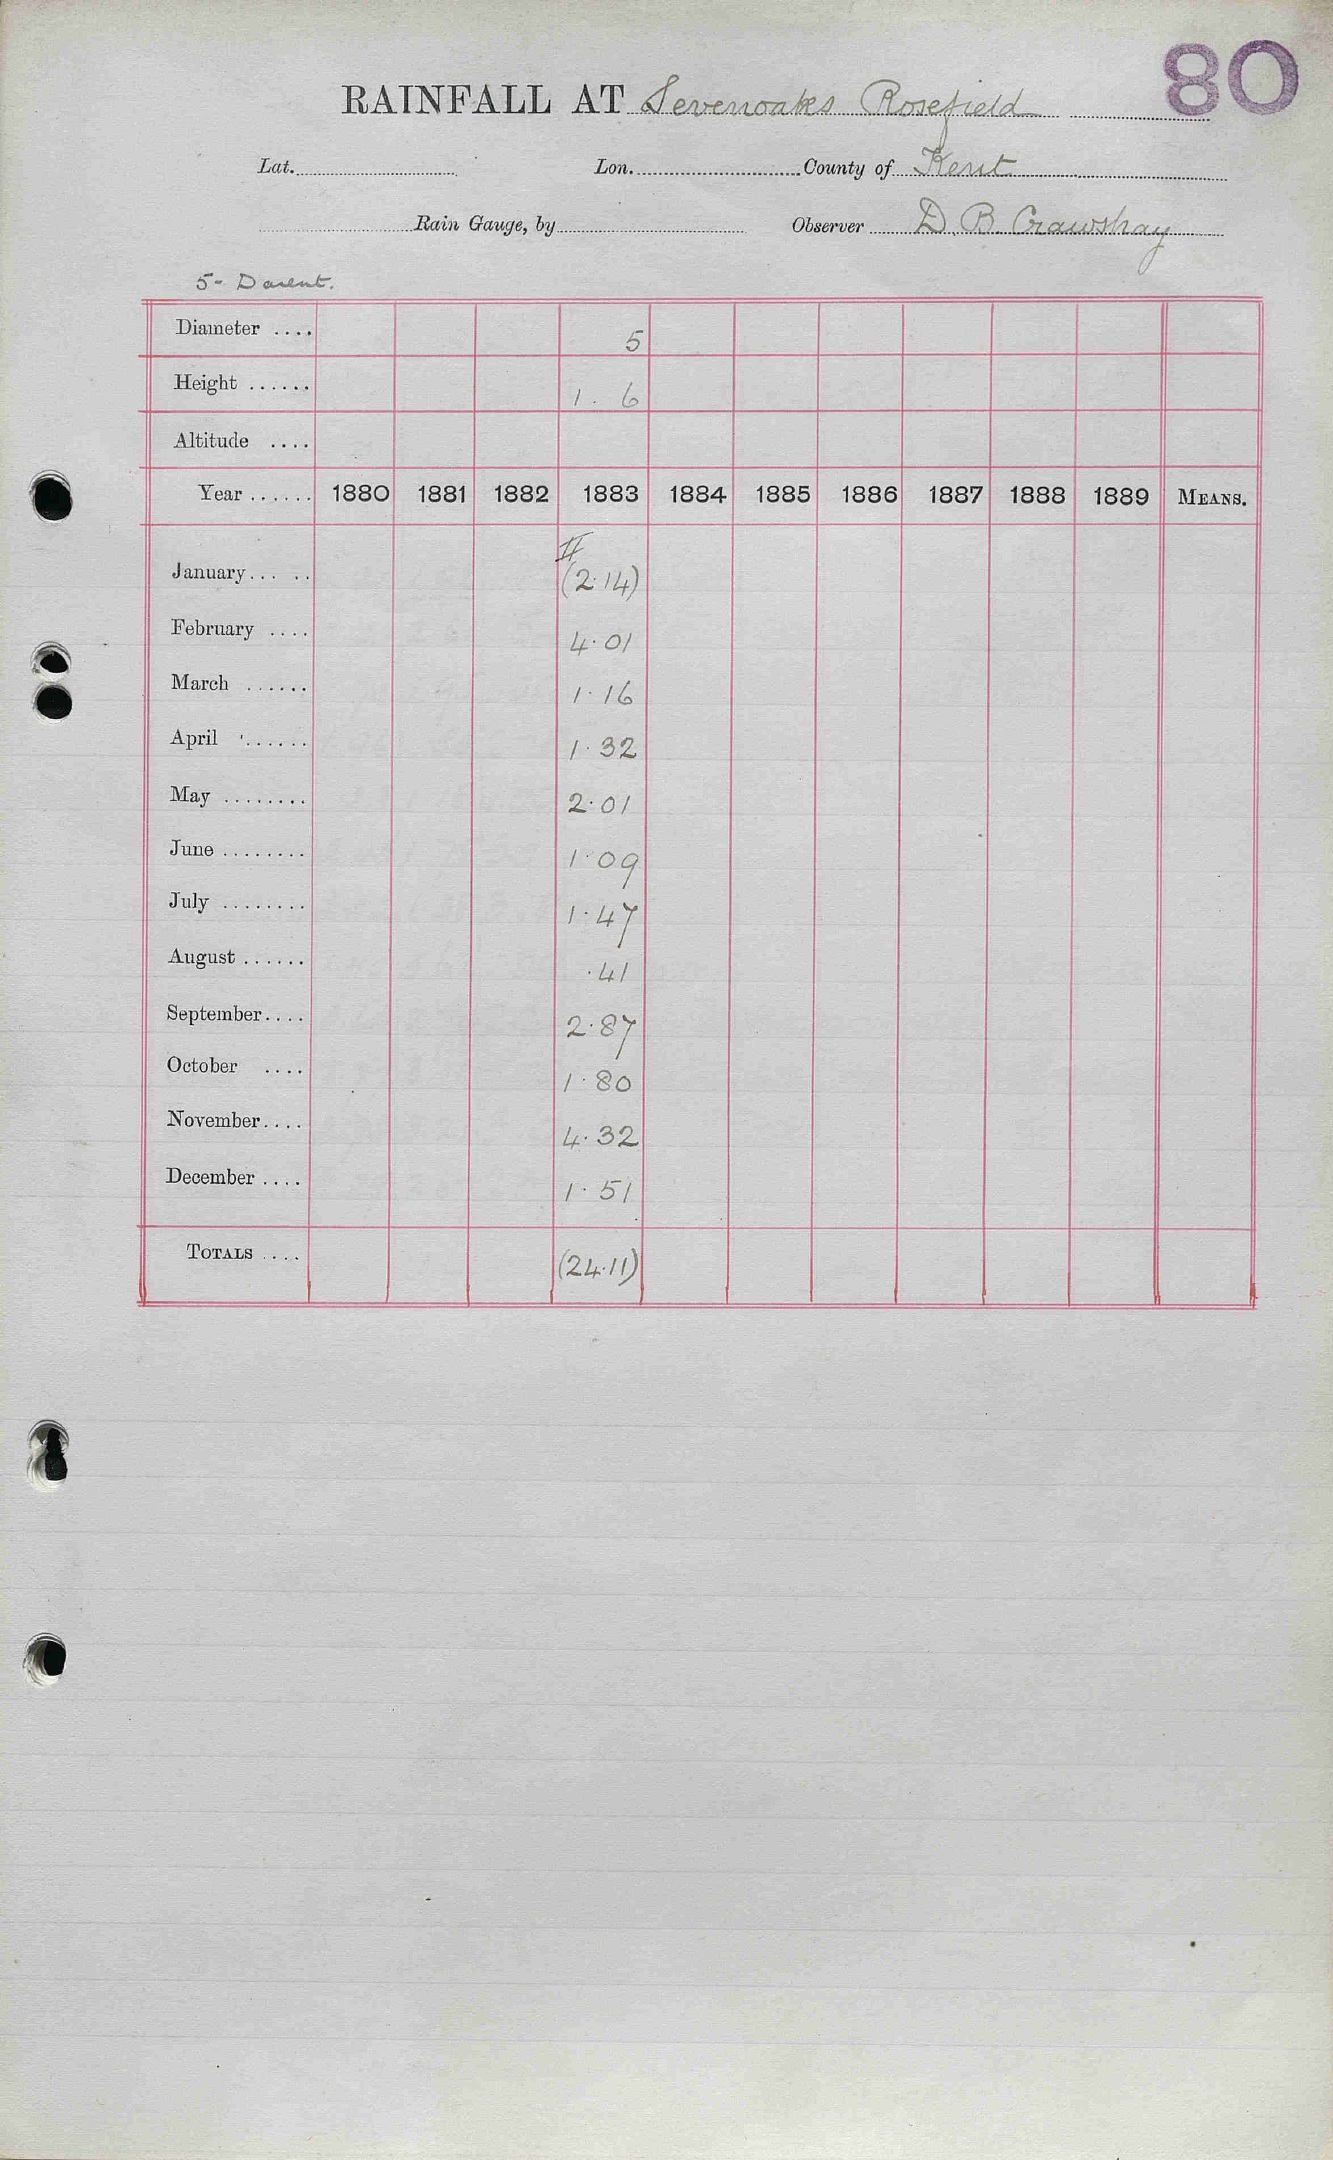 80
RAINFALL AT Sevenoaks Rosefield
Lat. Lon. County of Kent
Rain Gauge, by Observer D. B. Crawshay
5 - Darent.
Diameter .... 5
Height ...... 1. 6
Altitude ....
Year ...... 1880 1881 1882 1883 1884 1885 1886 1887 1888 1889 MEANS.
II
January... .. (2.14)
February .... 4.01
March ...... 1.16
April ...... 1.32
May ........ 2.01
June ........ 1.09
July ........ 1.47
August ...... .41
September.... 2.87
October .... 1.80
November.... 4.32
December .... 1.51
TOTALS .... (24.11)